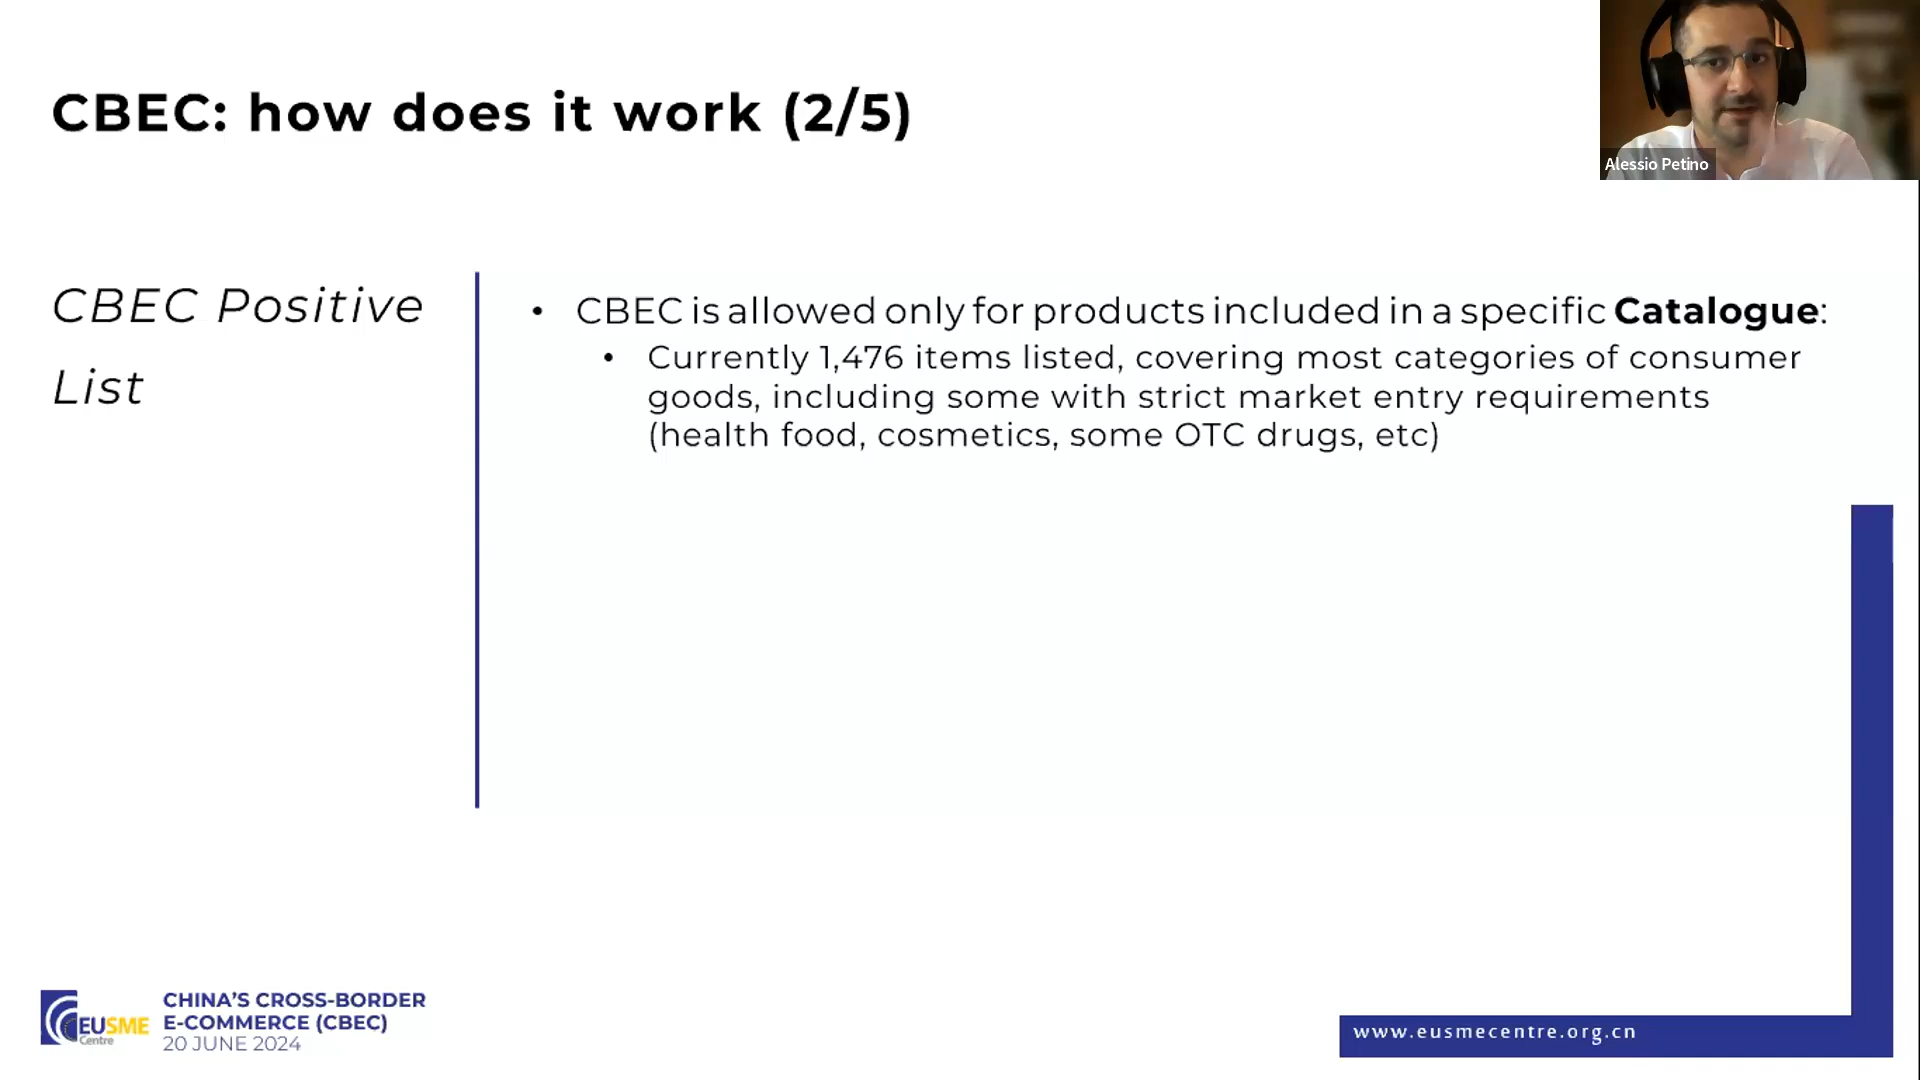 CBEC: how does it work (2/5)
Alessio Petino
CBEC Positive
List
• CBEC is allowed only for products included in a specific Catalogue:
• Currently 1,476 items listed, covering most categories of consumer
goods, including some with strict market entry requirements
(health food, cosmetics, some OTC drugs, etc)
EUSME
Centre
CHINA'S CROSS-BORDER
E-COMMERCE (CBEC)
20 JUNE 2024
www.eusmecentre.org.cn